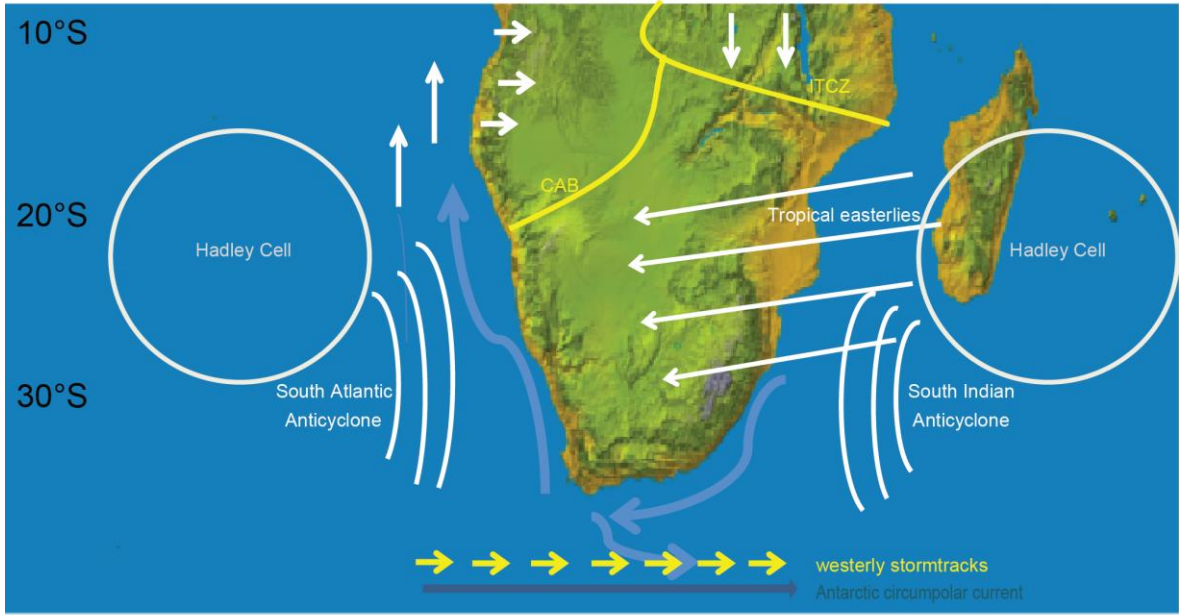 10°S
ITCZ
CAB
20°S
Tropical easterlies
Hadley Cell
Hadley Cell
30°S
South Atlantic
Anticyclone
South Indian
Anticyclone
westerly stormtracks
Antarctic circumpolar current